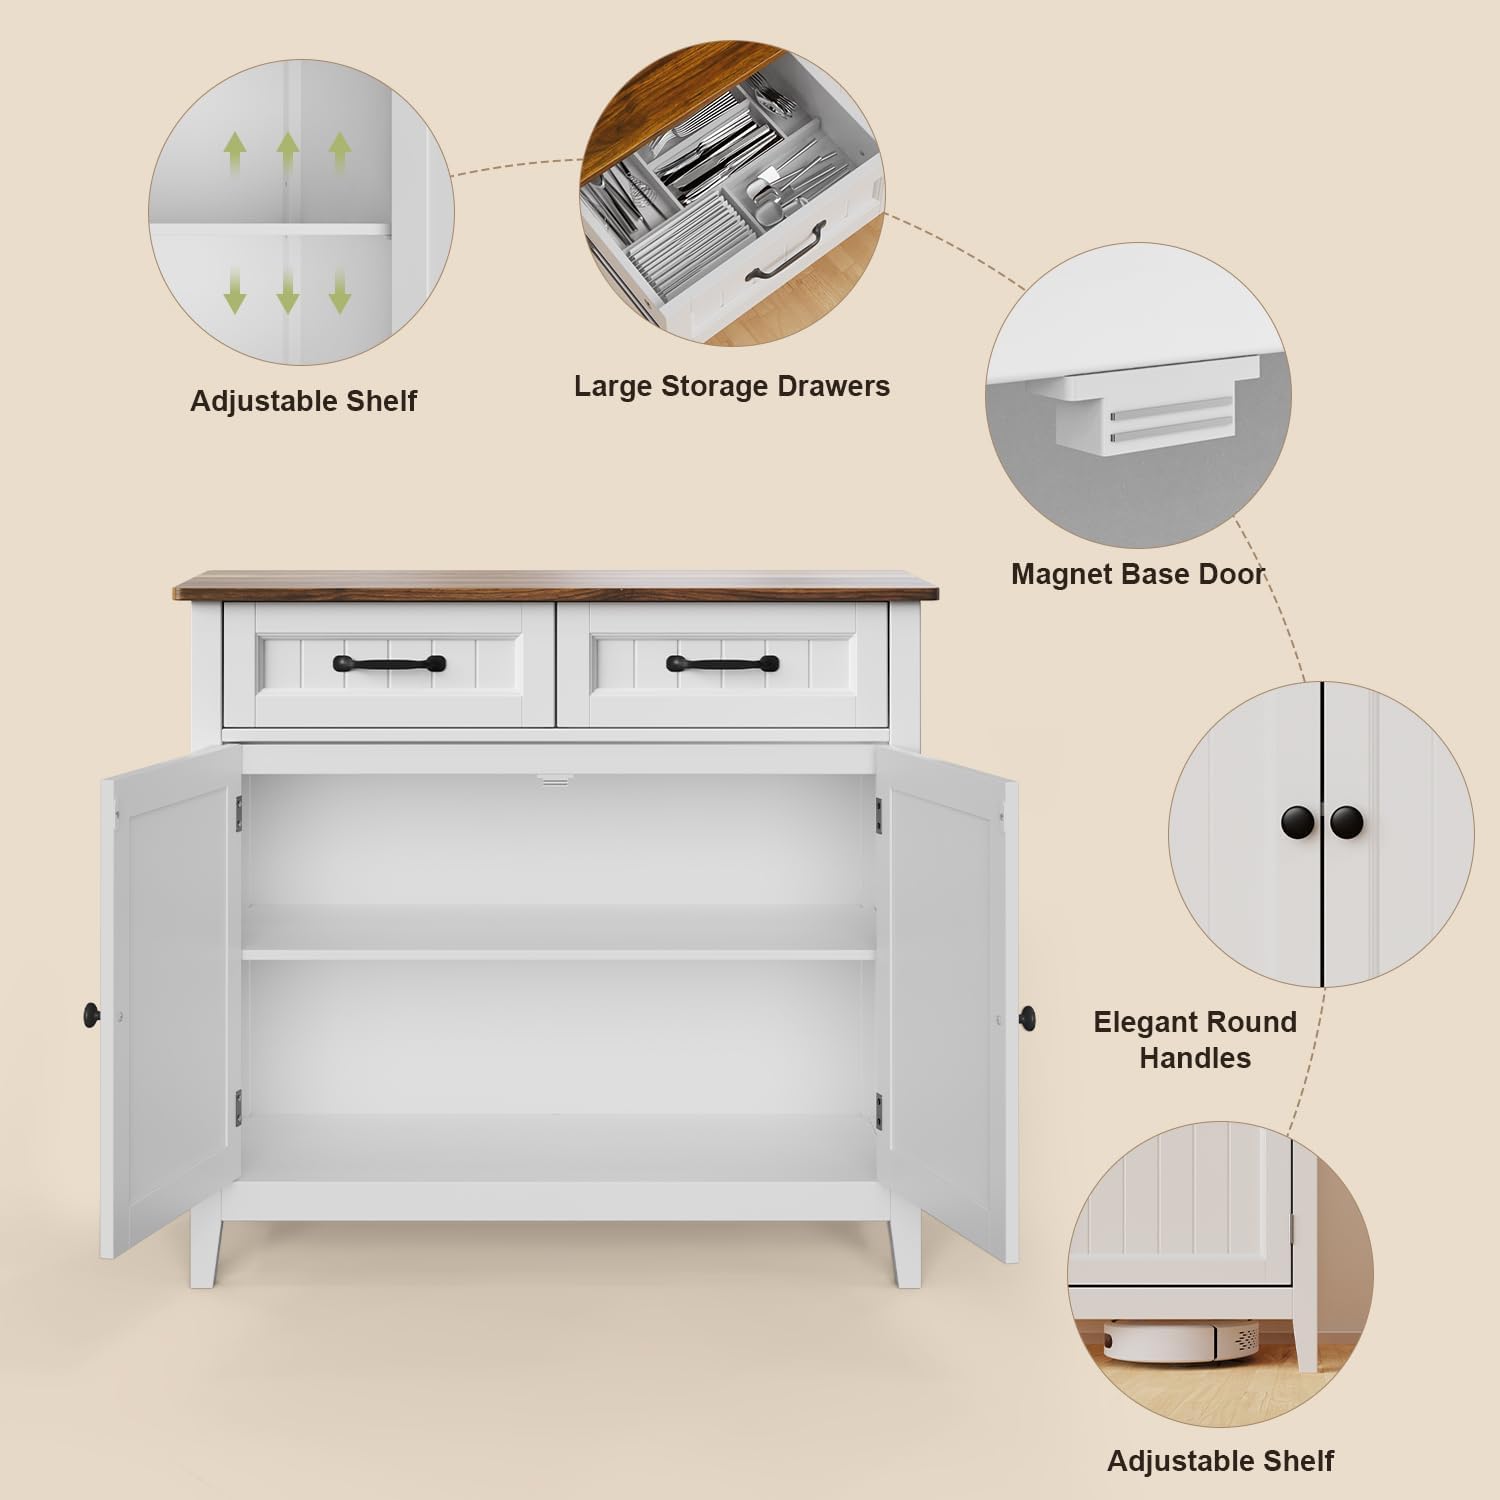 Adjustable Shelf
Large Storage Drawers
Magnet Base Door
Elegant Round
Handles
Adjustable Shelf